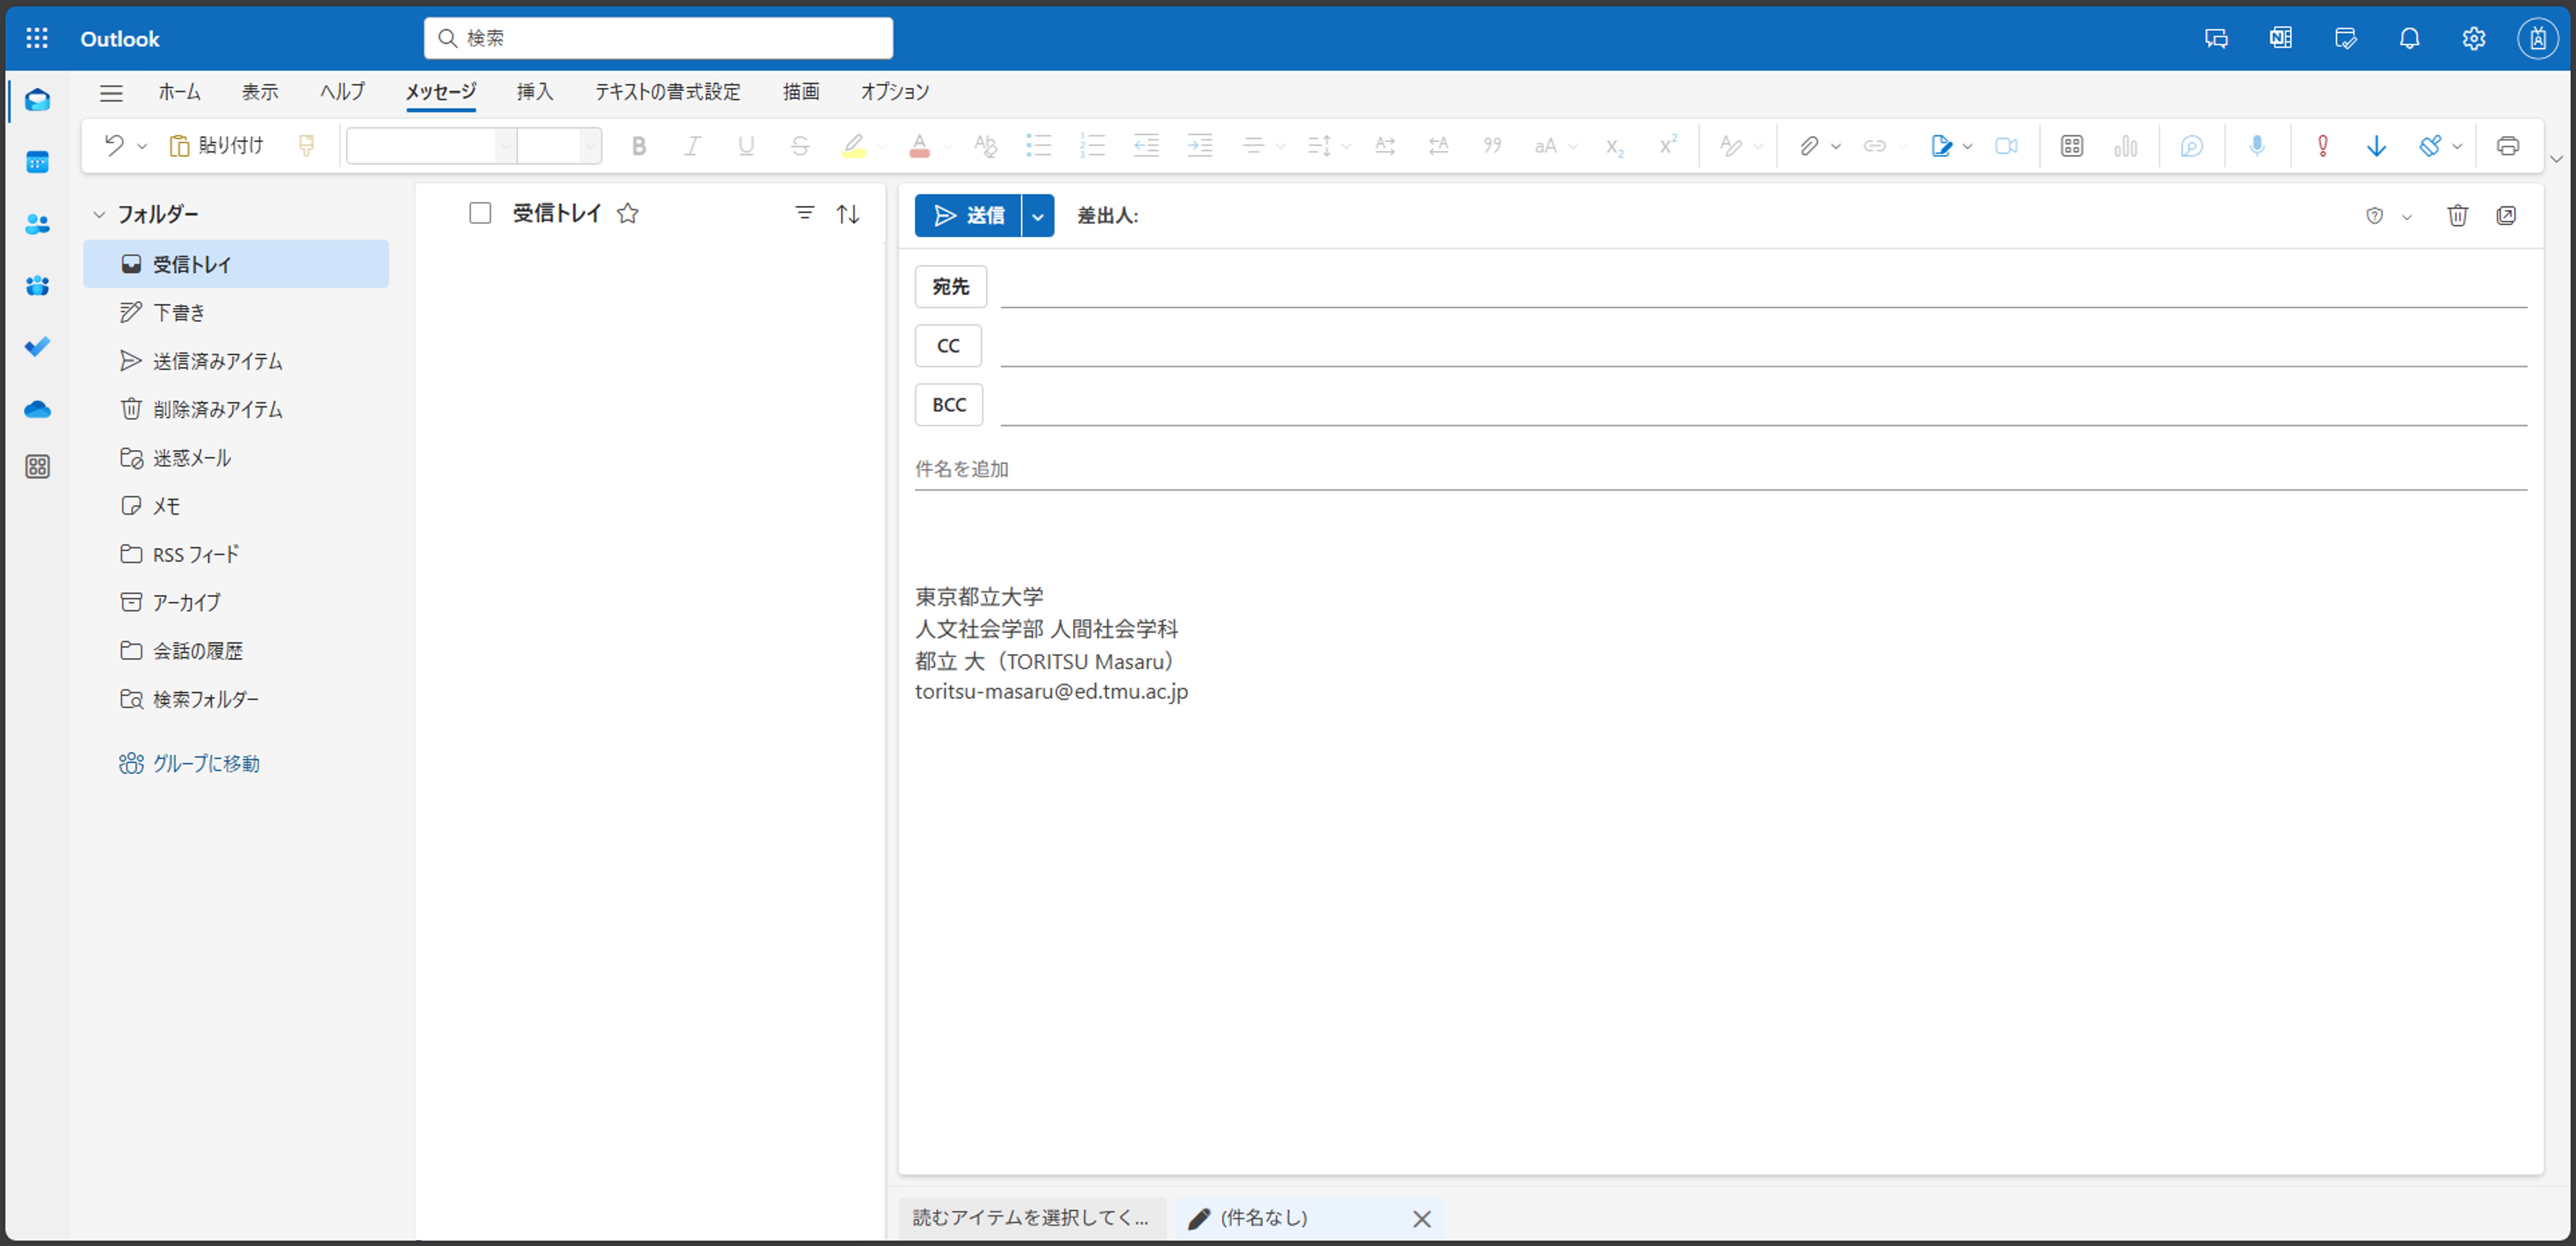 Outlook
検索
ホーム 表示 ヘルプ メッセージ 挿入 テキストの書式設定 描画 オプション
貼り付け
フォルダー
受信トレイ
下書き
送信済みアイテム
削除済みアイテム
迷惑メール
メモ
RSS フィード
アーカイブ
会話の履歴
検索フォルダー
グループに移動
受信トレイ
送信 差出人:
宛先
CC
BCC
件名を追加
東京都立大学
人文社会学部 人間社会学科
都立 大（TORITSU Masaru）
toritsu-masaru@ed.tmu.ac.jp
読むアイテムを選択してく... (件名なし)